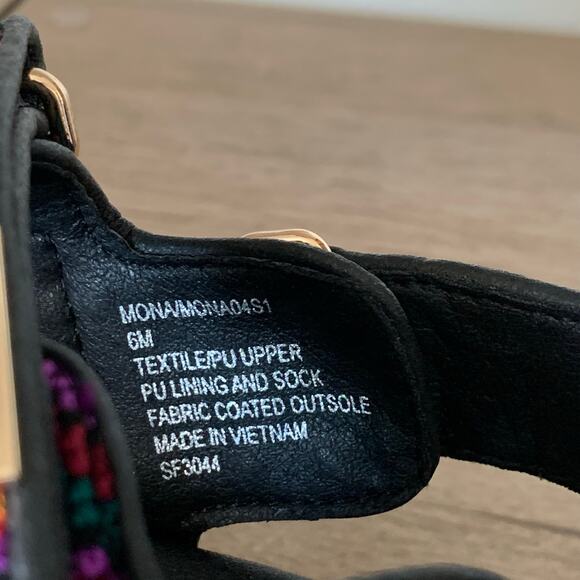 MONA/MONA04S1
6M
TEXTILE/PU UPPER
PU LINING AND SOCK
FABRIC COATED OUTSOLE
MADE IN VIETNAM
SF3044